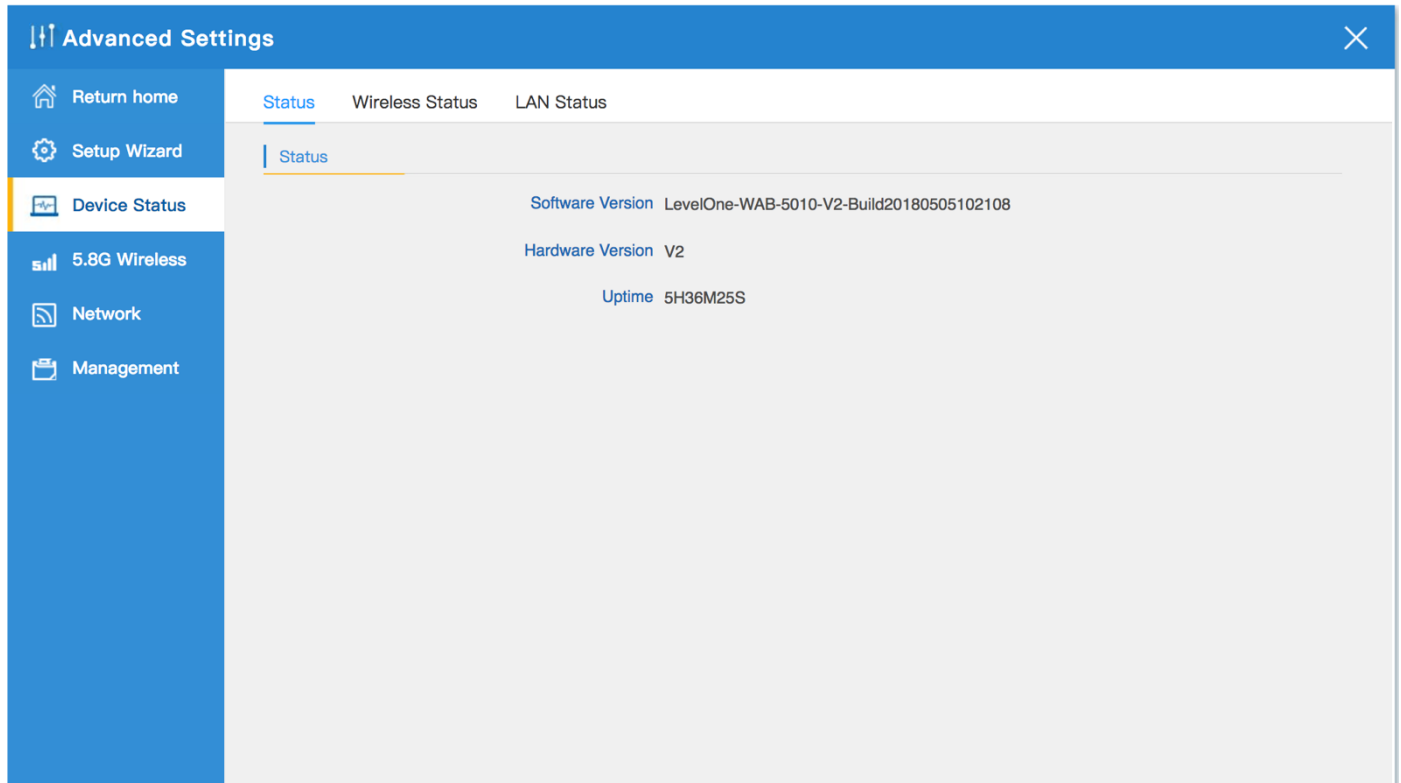 Advanced Settings
Return home
Setup Wizard
Device Status
5.8G Wireless
Network
Management
Status Wireless Status LAN Status
Status
Software Version LevelOne-WAB-5010-V2-Build20180505102108
Hardware Version V2
Uptime 5H36M25S